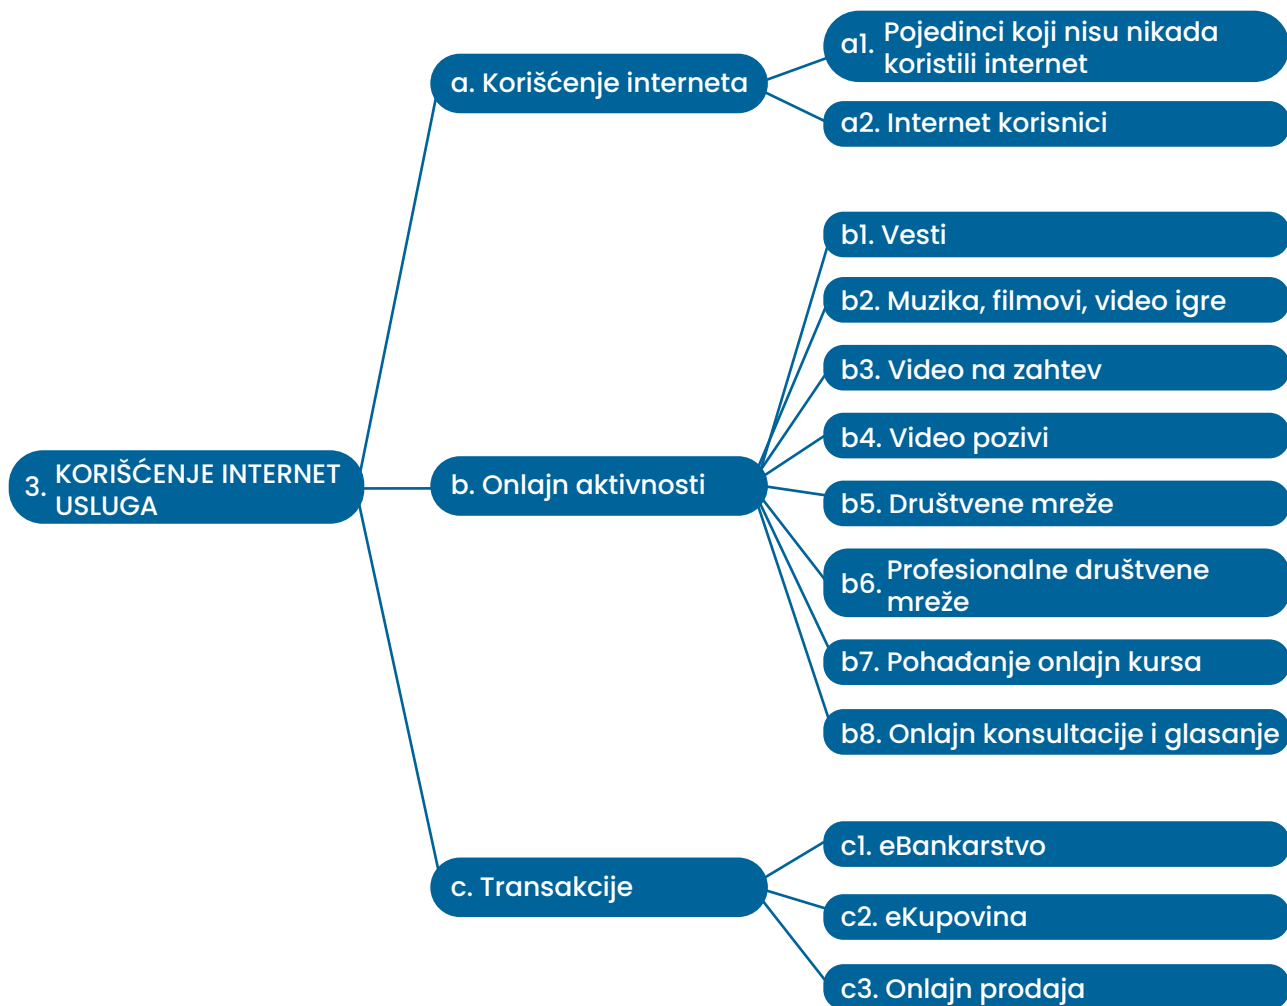 a1. Pojedinci koji nisu nikada
koristili internet
a. Korišćenje interneta
a2. Internet korisnici
b1. Vesti
b2. Muzika, filmovi, video igre
b3. Video na zahtev
b4. Video pozivi
3. KORIŠĆENJE INTERNET
USLUGA
b. Onlajn aktivnosti
b5. Društvene mreže
b6. Profesionalne društvene
mreže
b7. Pohađanje onlajn kursa
b8. Onlajn konsultacije i glasanje
c1. eBankarstvo
c. Transakcije
c2. eKupovina
c3. Onlajn prodaja